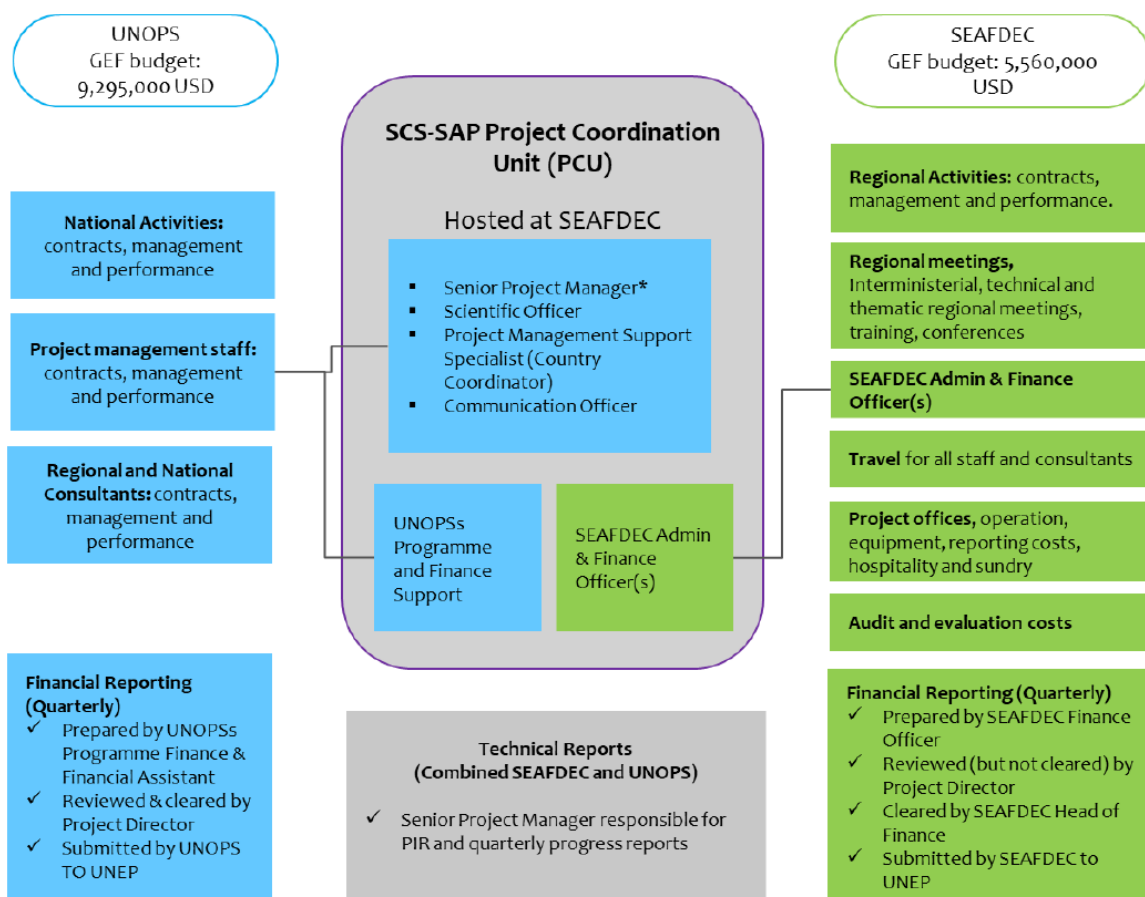 UNOPS
GEF budget:
9,295,000 USD
National Activities:
contracts, management
and performance
Project management staff:
contracts, management
and performance
Regional and National
Consultants: contracts,
management and
performance
Financial Reporting
(Quarterly)
✓ Prepared by UNOPSs
Programme Finance &
Financial Assistant
✓ Reviewed & cleared by
Project Director
✓ Submitted by UNOPS
TO UNEP
SCS-SAP Project Coordination
Unit (PCU)
Hosted at SEAFDEC
▪ Senior Project Manager*
▪ Scientific Officer
▪ Project Management Support
Specialist (Country
Coordinator)
▪ Communication Officer
UNOPSs
Programme
and Finance
Support
SEAFDEC Admin
& Finance
Officer(s)
Technical Reports
(Combined SEAFDEC and UNOPS)
✓ Senior Project Manager responsible for
PIR and quarterly progress reports
SEAFDEC
GEF budget: 5,560,000
USD
Regional Activities: contracts,
management and performance.
Regional meetings,
Interministerial, technical and
thematic regional meetings,
training, conferences
SEAFDEC Admin & Finance
Officer(s)
Travel for all staff and consultants
Project offices, operation,
equipment, reporting costs,
hospitality and sundry
Audit and evaluation costs
Financial Reporting (Quarterly)
✓ Prepared by SEAFDEC Finance
Officer
✓ Reviewed (but not cleared) by
Project Director
✓ Cleared by SEAFDEC Head of
Finance
✓ Submitted by SEAFDEC to
UNEP